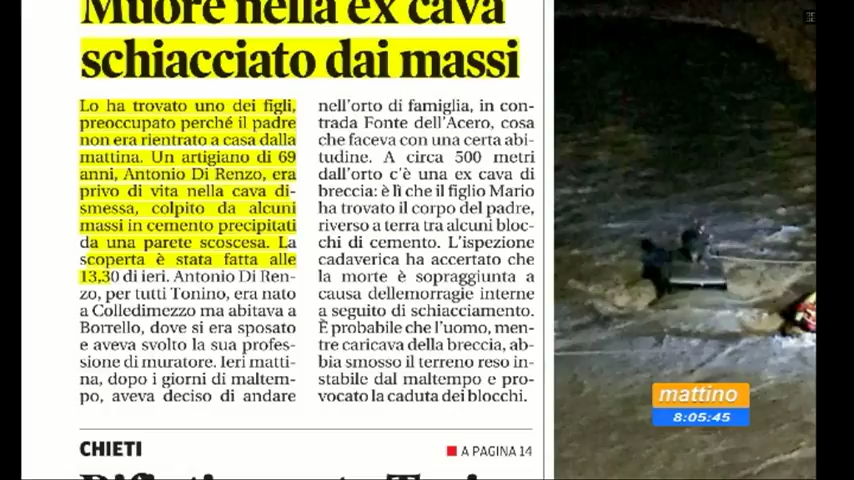 Muore nella ex cava
schiacciato dai massi
Lo ha trovato uno dei figli,
preoccupato perché il padre
non era rientrato a casa dalla
mattina. Un artigiano di 69
anni, Antonio Di Renzo, era
privo di vita nella cava di-
smessa, colpito da alcuni
massi in cemento precipitati
da una parete scoscesa. La
scoperta è stata fatta alle
13,30 di ieri. Antonio Di Ren-
zo, per tutti Tonino, era nato
a Colledimezzo ma abitava a
Borrello, dove si era sposato
e aveva svolto la sua profes-
sione di muratore. Ieri matti-
na, dopo i giorni di maltem-
po, aveva deciso di andare
nell'orto di famiglia, in con-
trada Fonte dell'Acero, cosa
che faceva con una certa abi-
tudine. A circa 500 metri
dall'orto c'è una ex cava di
breccia: è lì che il figlio Mario
ha trovato il corpo del padre,
riverso a terra tra alcuni bloc-
chi di cemento. L'ispezione
cadaverica ha accertato che
la morte è sopraggiunta a
causa dellemorragie interne
a seguito di schiacciamento.
È probabile che l'uomo, men-
tre caricava della breccia, ab-
bia smosso il terreno reso in-
stabile dal maltempo e pro-
vocato la caduta dei blocchi.
CHIETI
A PAGINA 14
mattino
8:05:45